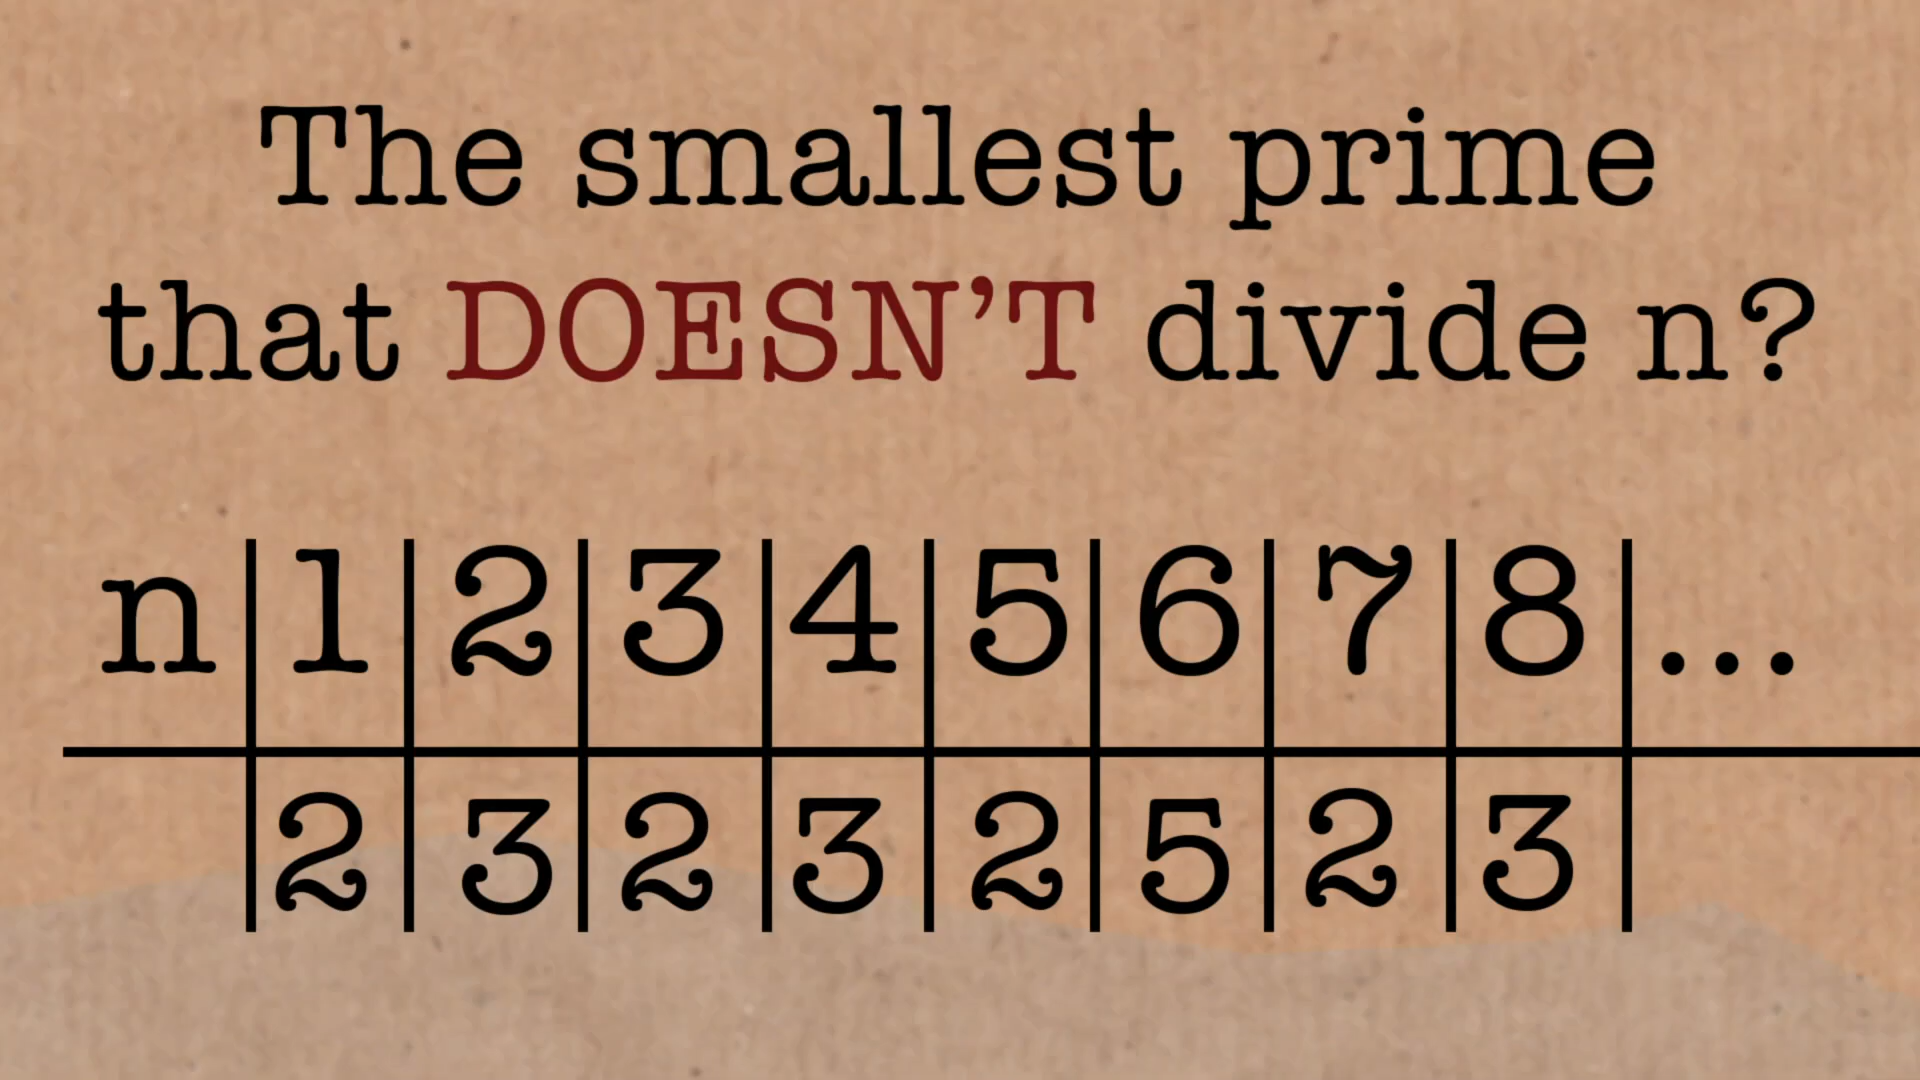 The smallest prime
that DOESN’T divide n?
n 1 2 3 4 5 6 7 8 ...
2 3 2 3 2 5 2 3